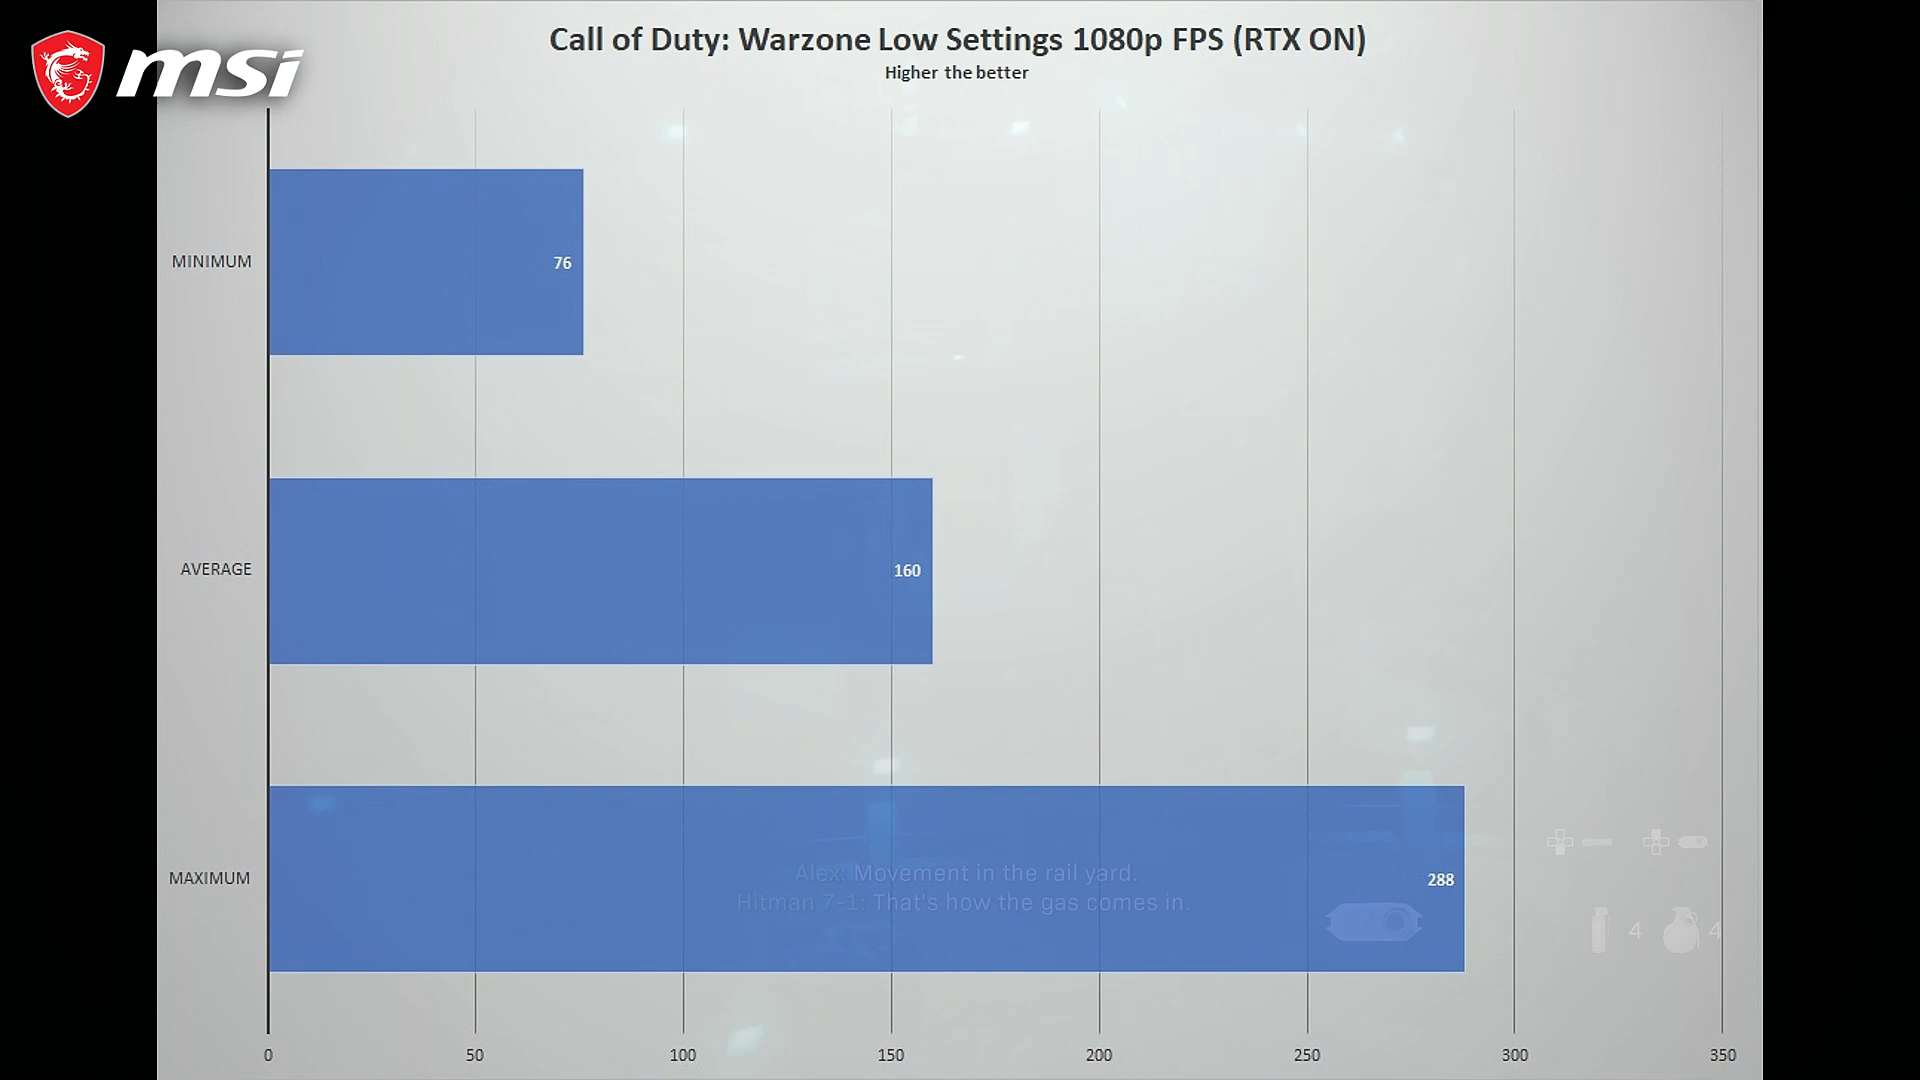 msi
Call of Duty: Warzone Low Settings 1080p FPS (RTX ON)
Higher the better
MINIMUM
76
AVERAGE
160
MAXIMUM
288
Alex: Movement in the rail yard.
Hitman 7-1: That's how the gas comes in.
4
4
0 50 100 150 200 250 300 350